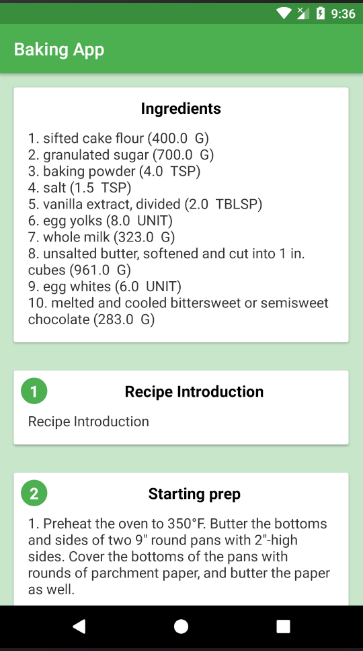 9:36
Baking App
Ingredients
1. sifted cake flour (400.0  G)
2. granulated sugar (700.0  G)
3. baking powder (4.0  TSP)
4. salt (1.5  TSP)
5. vanilla extract, divided (2.0  TBLSP)
6. egg yolks (8.0  UNIT)
7. whole milk (323.0  G)
8. unsalted butter, softened and cut into 1 in.
cubes (961.0  G)
9. egg whites (6.0  UNIT)
10. melted and cooled bittersweet or semisweet
chocolate (283.0  G)
1 Recipe Introduction
Recipe Introduction
2 Starting prep
1. Preheat the oven to 350°F. Butter the bottoms
and sides of two 9" round pans with 2"-high
sides. Cover the bottoms of the pans with
rounds of parchment paper, and butter the paper
as well.